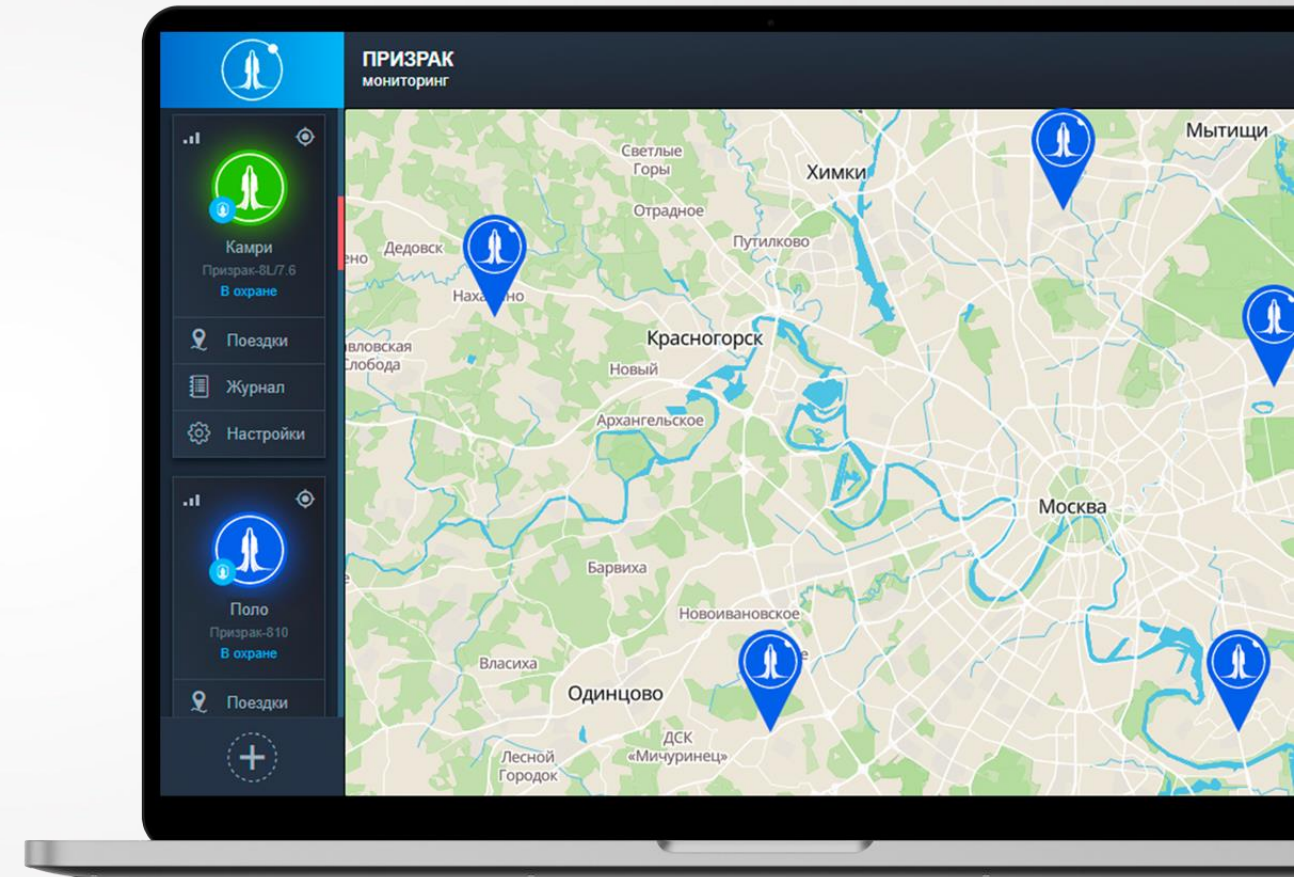 ПРИЗРАК
мониторинг
Камри
Призрак-8L/7.6
В охране
Поездки
Журнал
Настройки
Поло
Призрак-810
В охране
Поездки
Мытищи
Светлые
Горы
Химки
Отрадное
Путилково
Дедовск
Красногорск
Новый
Архангельское
Москва
Барвиха
Новоивановское
Власиха
Одинцово
ДСК
«Мичуринец»
Лесной
Городок